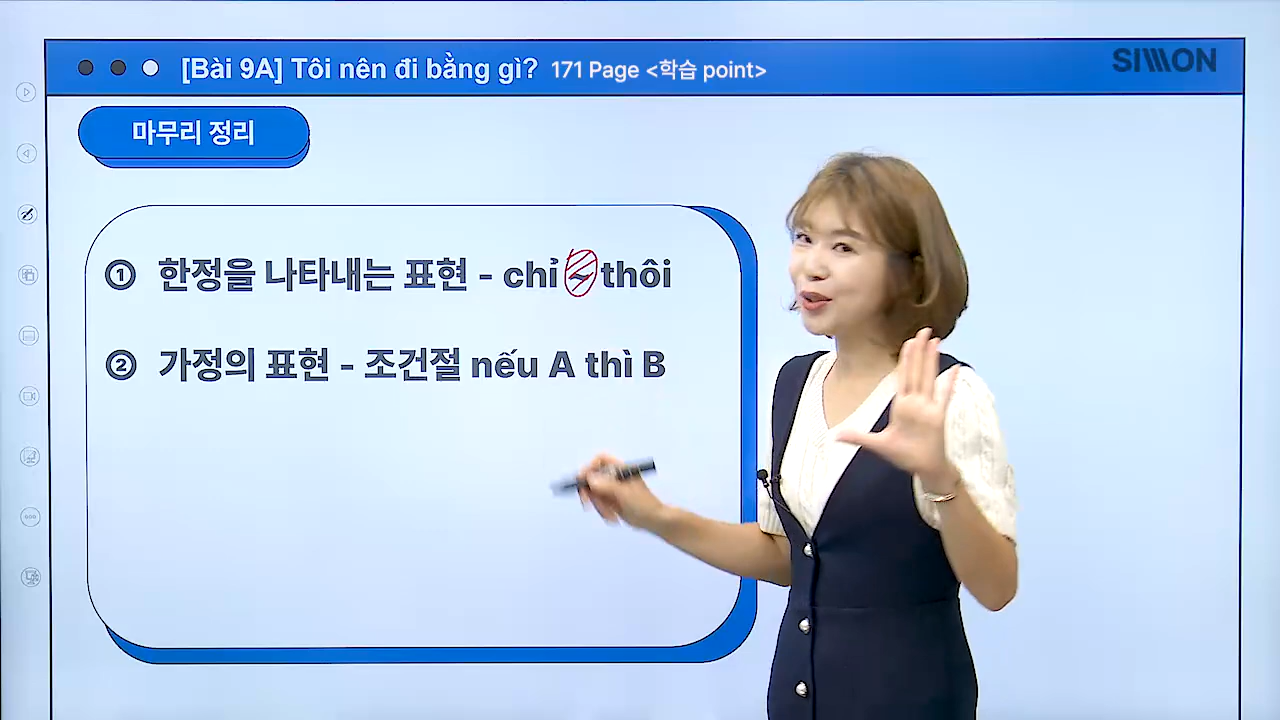 [Bài 9A] Tôi nên đi bằng gì? 171 Page <학습 point>
SIWON
마무리 정리
① 한정을 나타내는 표현 - chỉ ~ thôi
② 가정의 표현 - 조건절 nếu A thì B